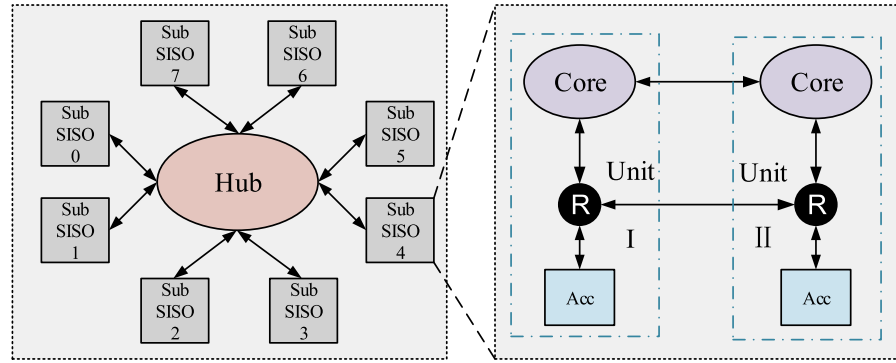 Sub
SISO
7
Sub
SISO
6
Sub
SISO
0
Sub
SISO
5
Hub
Sub
SISO
1
Sub
SISO
4
Sub
SISO
2
Sub
SISO
3
Core
Core
Unit
Unit
R
R
I
II
Acc
Acc